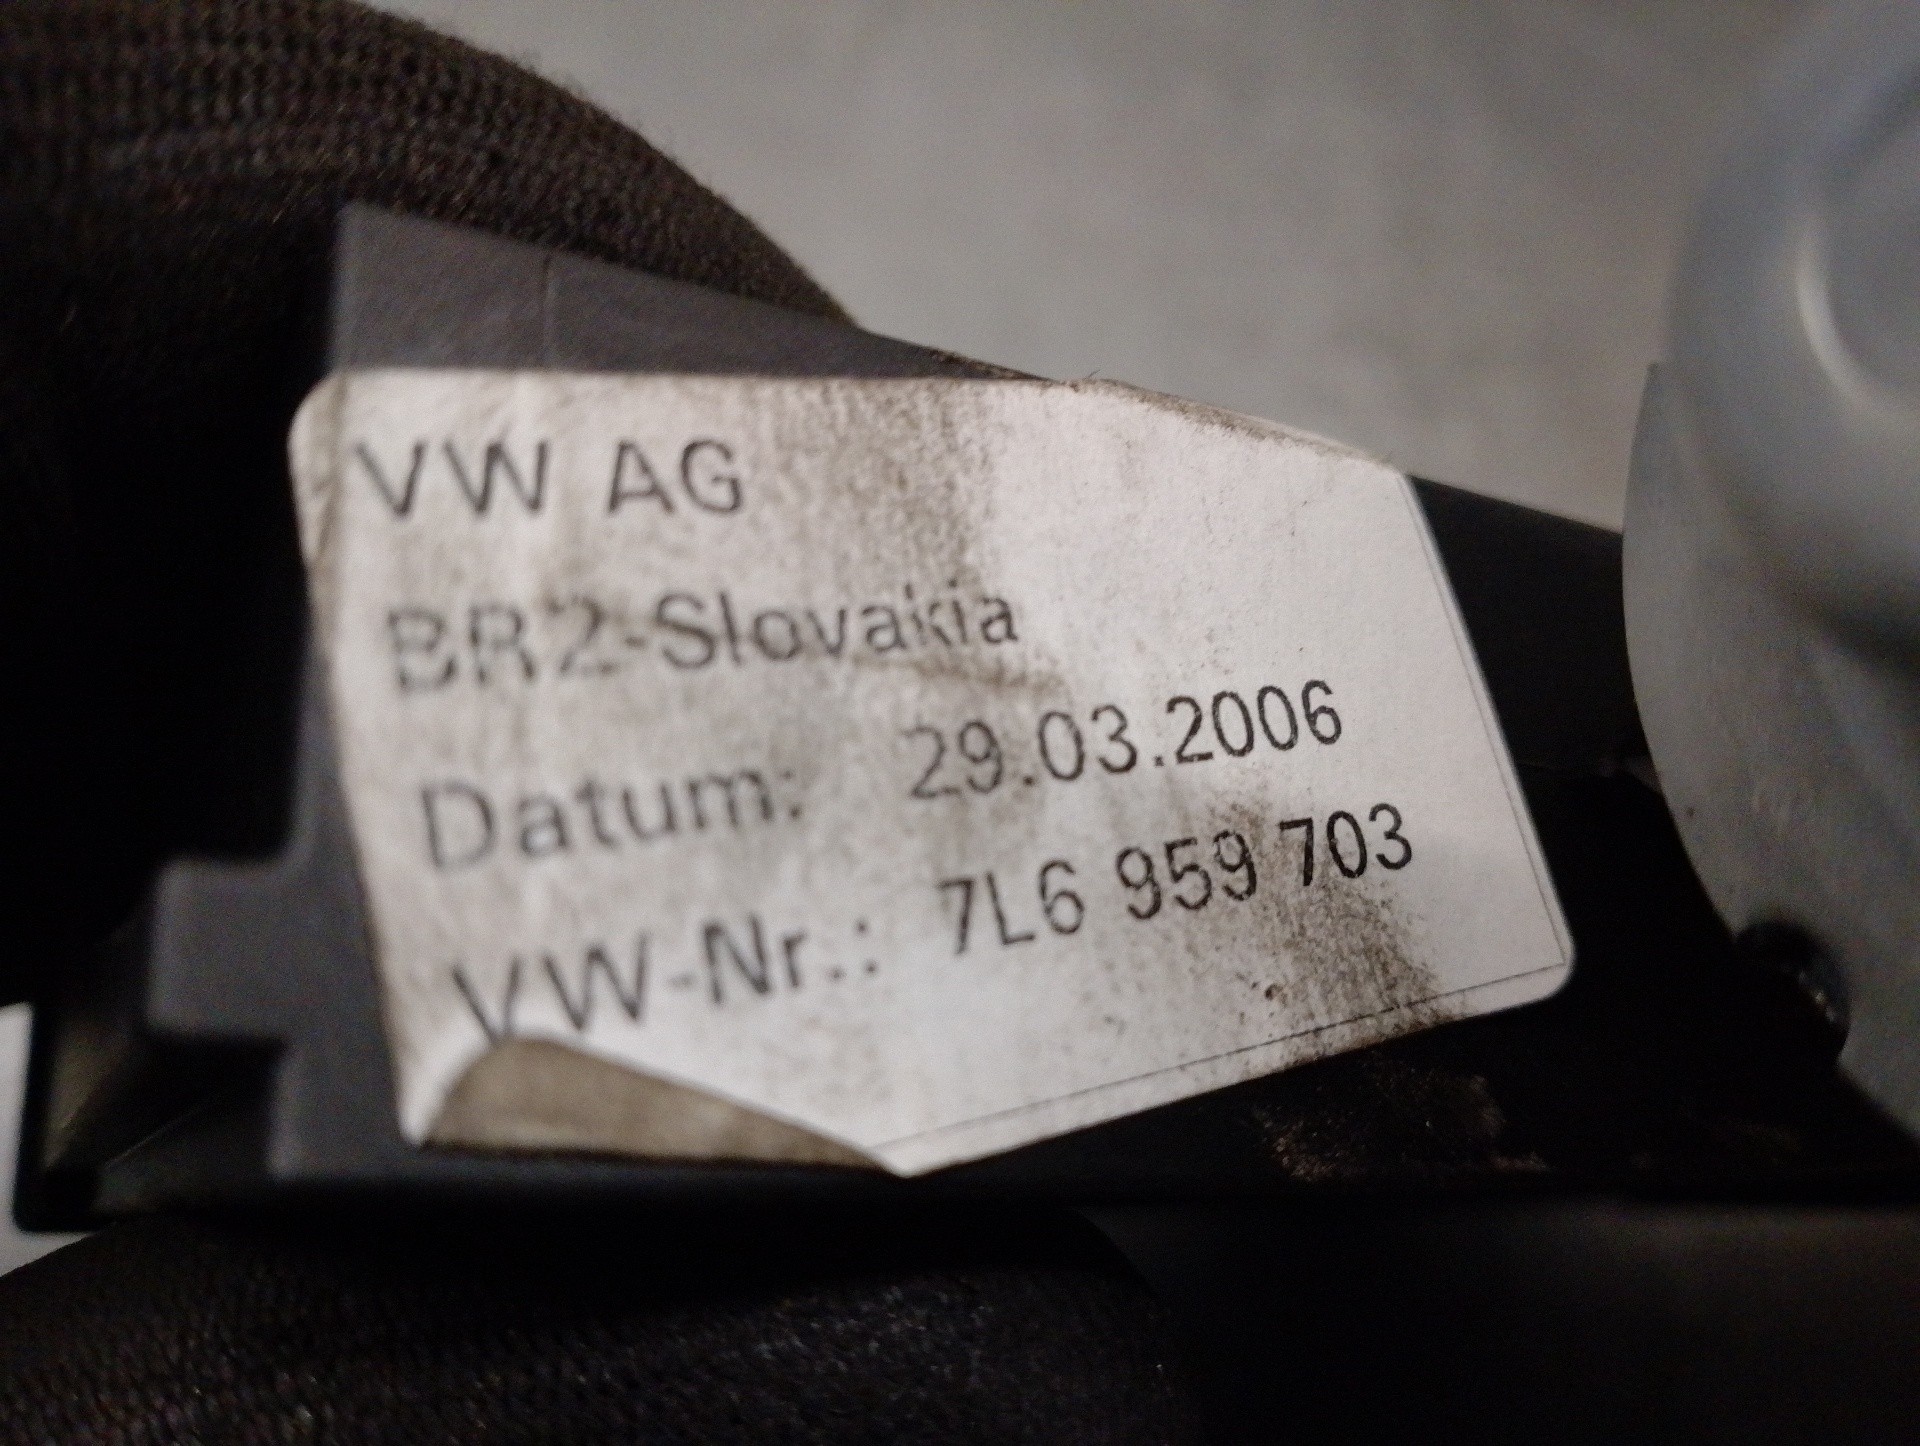 VW AG
BR2-Slovakia
Datum: 29.03.2006
VW-Nr.: 7L6 959 703